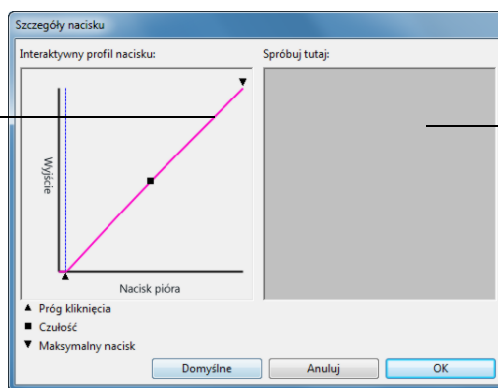 Szczegóły nacisku
Interaktywny profil nacisku:
Spróbuj tutaj:
Wyjście
Nacisk pióra
Próg kliknięcia
Czułość
Maksymalny nacisk
Domyślne
Anuluj
OK